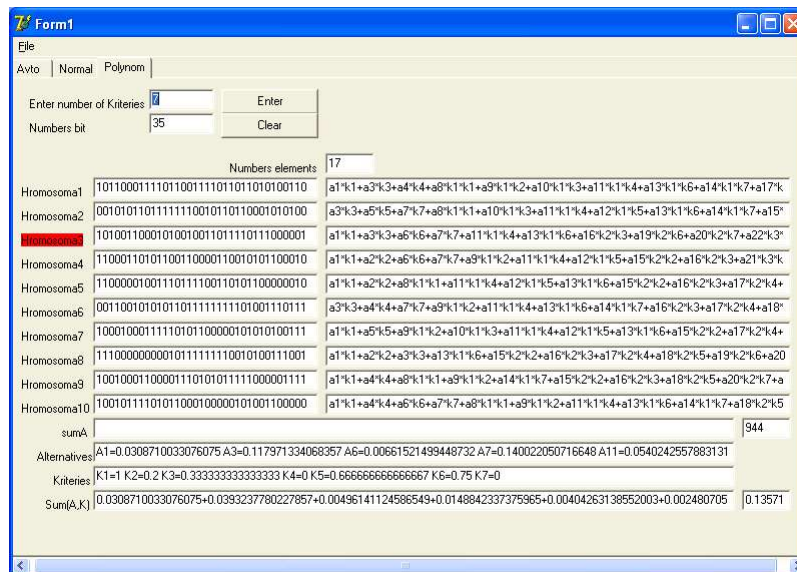 Form1
File
Avto Normal Polynom
Enter number of Kriteries 7 Enter
Numbers bit 35 Clear
Numbers elements 17
Hromosoma1 a1*k1+a3*k3+a4*k4+a8*k1*k1+a9*k1*k2+a10*k1*k3+a11*k1*k4+a13*k1*k6+a14*k1*k7+a17*k
Hromosoma2 a3*k3+a5*k5+a7*k7+a8*k1*k1+a10*k1*k3+a11*k1*k4+a12*k1*k5+a13*k1*k6+a14*k1*k7+a15*
Hromosoma3 a1*k1+a3*k3+a6*k6+a7*k7+a11*k1*k4+a13*k1*k6+a16*k2*k3+a19*k2*k6+a20*k2*k7+a22*k3*
Hromosoma4 a1*k1+a2*k2+a6*k6+a7*k7+a9*k1*k2+a11*k1*k4+a12*k1*k5+a15*k2*k2+a16*k2*k3+a21*k3*k
Hromosoma5 a1*k1+a2*k2+a8*k1*k1+a11*k1*k4+a12*k1*k5+a13*k1*k6+a15*k2*k2+a16*k2*k3+a17*k2*k4+
Hromosoma6 a3*k3+a4*k4+a7*k7+a9*k1*k2+a11*k1*k4+a13*k1*k6+a14*k1*k7+a16*k2*k3+a17*k2*k4+a18*
Hromosoma7 a1*k1+a5*k5+a9*k1*k2+a10*k1*k3+a11*k1*k4+a12*k1*k5+a13*k1*k6+a15*k2*k2+a17*k2*k4+
Hromosoma8 a1*k1+a2*k2+a3*k3+a13*k1*k6+a15*k2*k2+a16*k2*k3+a17*k2*k4+a18*k2*k5+a19*k2*k6+a20
Hromosoma9 a1*k1+a4*k4+a8*k1*k1+a9*k1*k2+a14*k1*k7+a15*k2*k2+a16*k2*k3+a18*k2*k5+a20*k2*k7+a
Hromosoma10 a1*k1+a4*k4+a6*k6+a7*k7+a8*k1*k1+a9*k1*k2+a11*k1*k4+a13*k1*k6+a14*k1*k7+a18*k2*k5
sumA 944
Alternatives A1=0.0308710033076075 A3=0.117971334068357 A6=0.00661521499448732 A7=0.140022050716648 A11=0.0540242557883131
Kriteries K1=1 K2=0.2 K3=0.333333333333333 K4=0 K5=0.666666666666667 K6=0.75 K7=0
Sum(A,K) 0.0308710033076075+0.0393237780227857+0.00496141124586549+0.0148842337375965+0.00404263138552003+0.002480705 0.13571